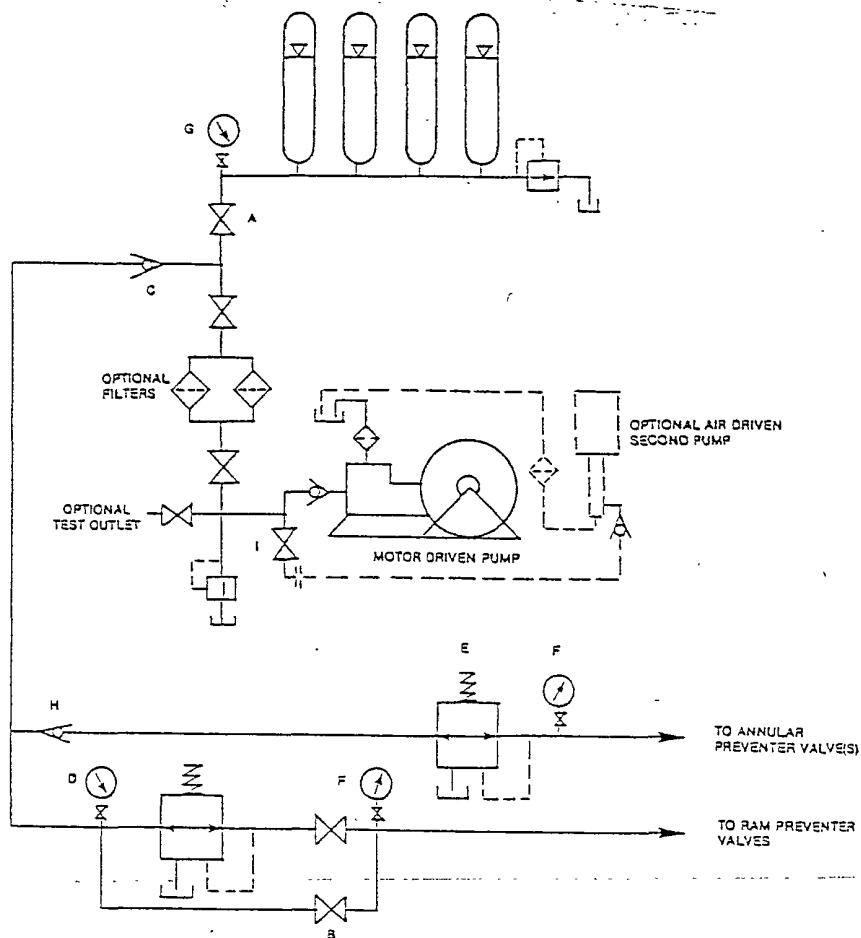 G
A
C
OPTIONAL
FILTERS
OPTIONAL AIR DRIVEN
SECOND PUMP
OPTIONAL
TEST OUTLET
I
MOTOR DRIVEN PUMP
E
F
H
TO ANNULAR
PREVENTER VALVE(S)
D
F
TO RAM PREVENTER
VALVES
B